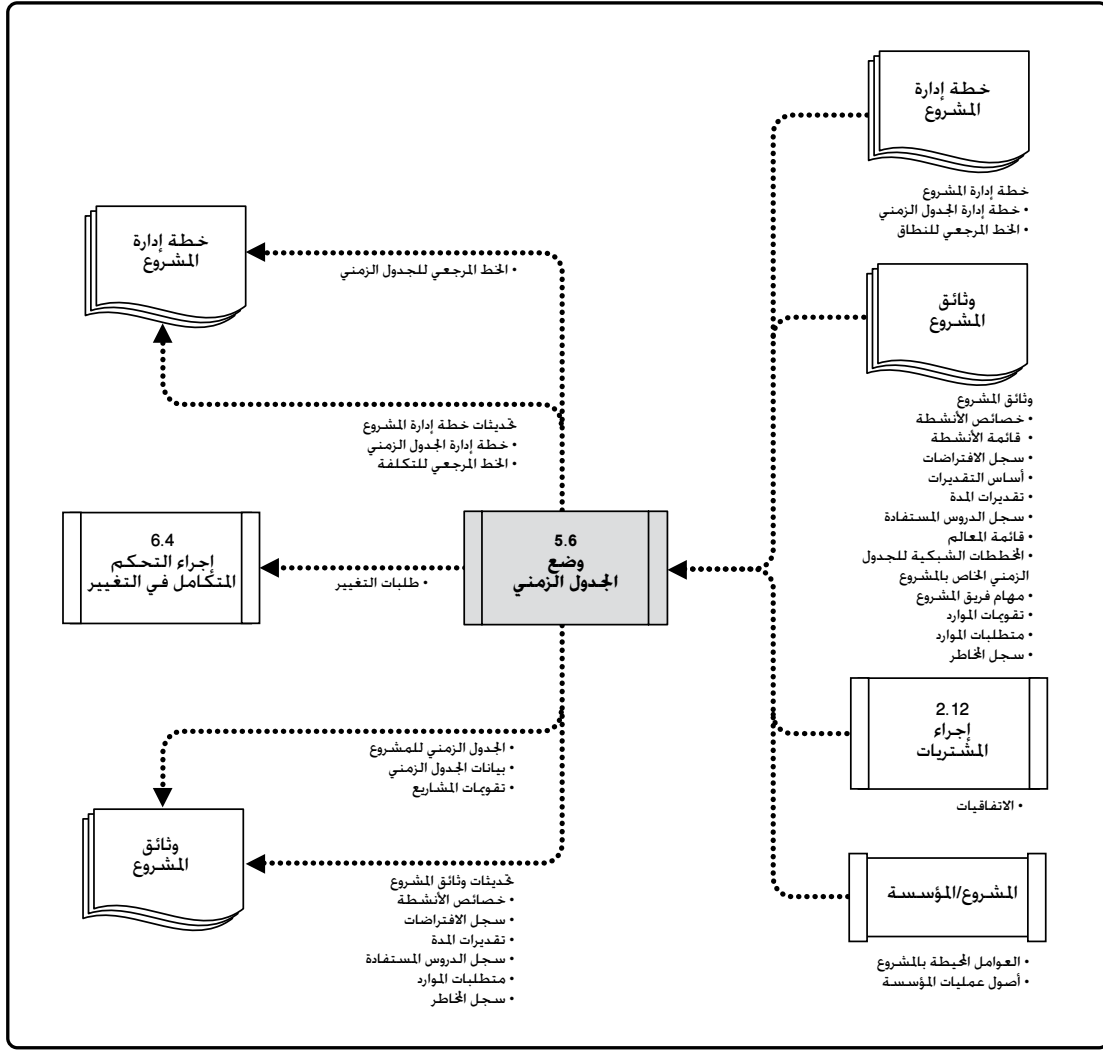 خطة إدارة
المشروع
خطة إدارة المشروع
• خطة إدارة الجدول الزمني
• الخط المرجعي للنطاق
وثائق
المشروع
وثائق المشروع
• خصائص الأنشطة
• قائمة الأنشطة
• سجل الافتراضات
• أساس التقديرات
• تقديرات المدة
• سجل الدروس المستفادة
• قائمة المعالم
• المخططات الشبكية للجدول
الزمني الخاص بالمشروع
• مهام فريق المشروع
• تقويمات الموارد
• متطلبات الموارد
• سجل المخاطر
2.12
إجراء
المشتريات
• الاتفاقيات
المشروع/المؤسسة
• العوامل المحيطة بالمشروع
• أصول عمليات المؤسسة
5.6
وضع
الجدول الزمني
خطة إدارة
المشروع
• الخط المرجعي للجدول الزمني
تحديثات خطة إدارة المشروع
• خطة إدارة الجدول الزمني
• الخط المرجعي للتكلفة
6.4
إجراء التحكم
المتكامل في التغيير
• طلبات التغيير
• الجدول الزمني للمشروع
• بيانات الجدول الزمني
• تقويمات المشاريع
وثائق
المشروع
تحديثات وثائق المشروع
• خصائص الأنشطة
• سجل الافتراضات
• تقديرات المدة
• سجل الدروس المستفادة
• متطلبات الموارد
• سجل المخاطر